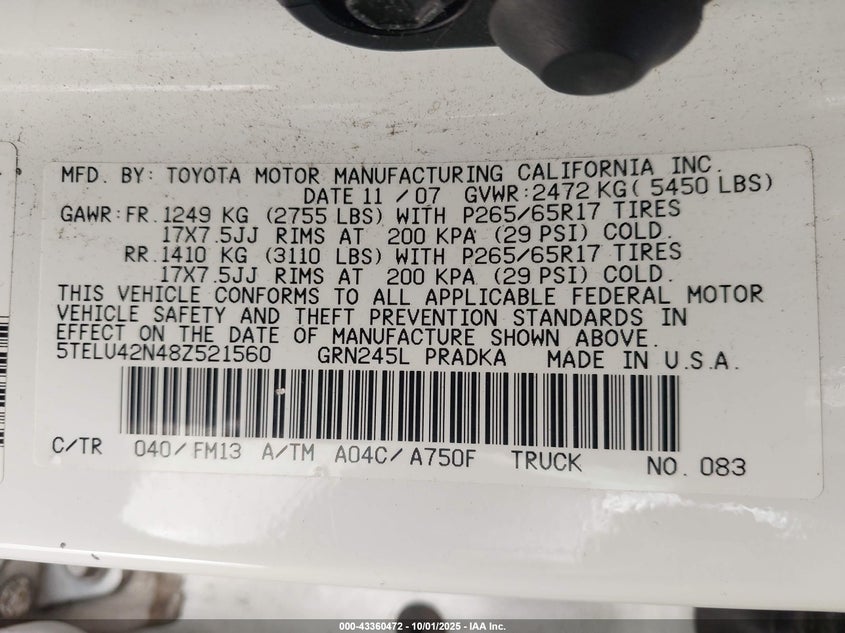 MFD. BY: TOYOTA MOTOR MANUFACTURING CALIFORNIA INC.
DATE 11 / 07 GVWR:2472 KG( 5450 LBS)
GAWR:FR. 1249 KG (2755 LBS) WITH P265/65R17 TIRES
17X7.5JJ RIMS AT 200 KPA (29 PSI) COLD.
RR. 1410 KG (3110 LBS) WITH P265/65R17 TIRES
17X7.5JJ RIMS AT 200 KPA (29 PSI) COLD.
THIS VEHICLE CONFORMS TO ALL APPLICABLE FEDERAL MOTOR
VEHICLE SAFETY AND THEFT PREVENTION STANDARDS IN
EFFECT ON THE DATE OF MANUFACTURE SHOWN ABOVE.
5TELU42N48Z521560 GRN245L PRADKA MADE IN U.S.A.
C/TR 040/FM13 A/TM A04C/A750F TRUCK NO. 083
000-43360472 - 10/01/2025 - IAA Inc.